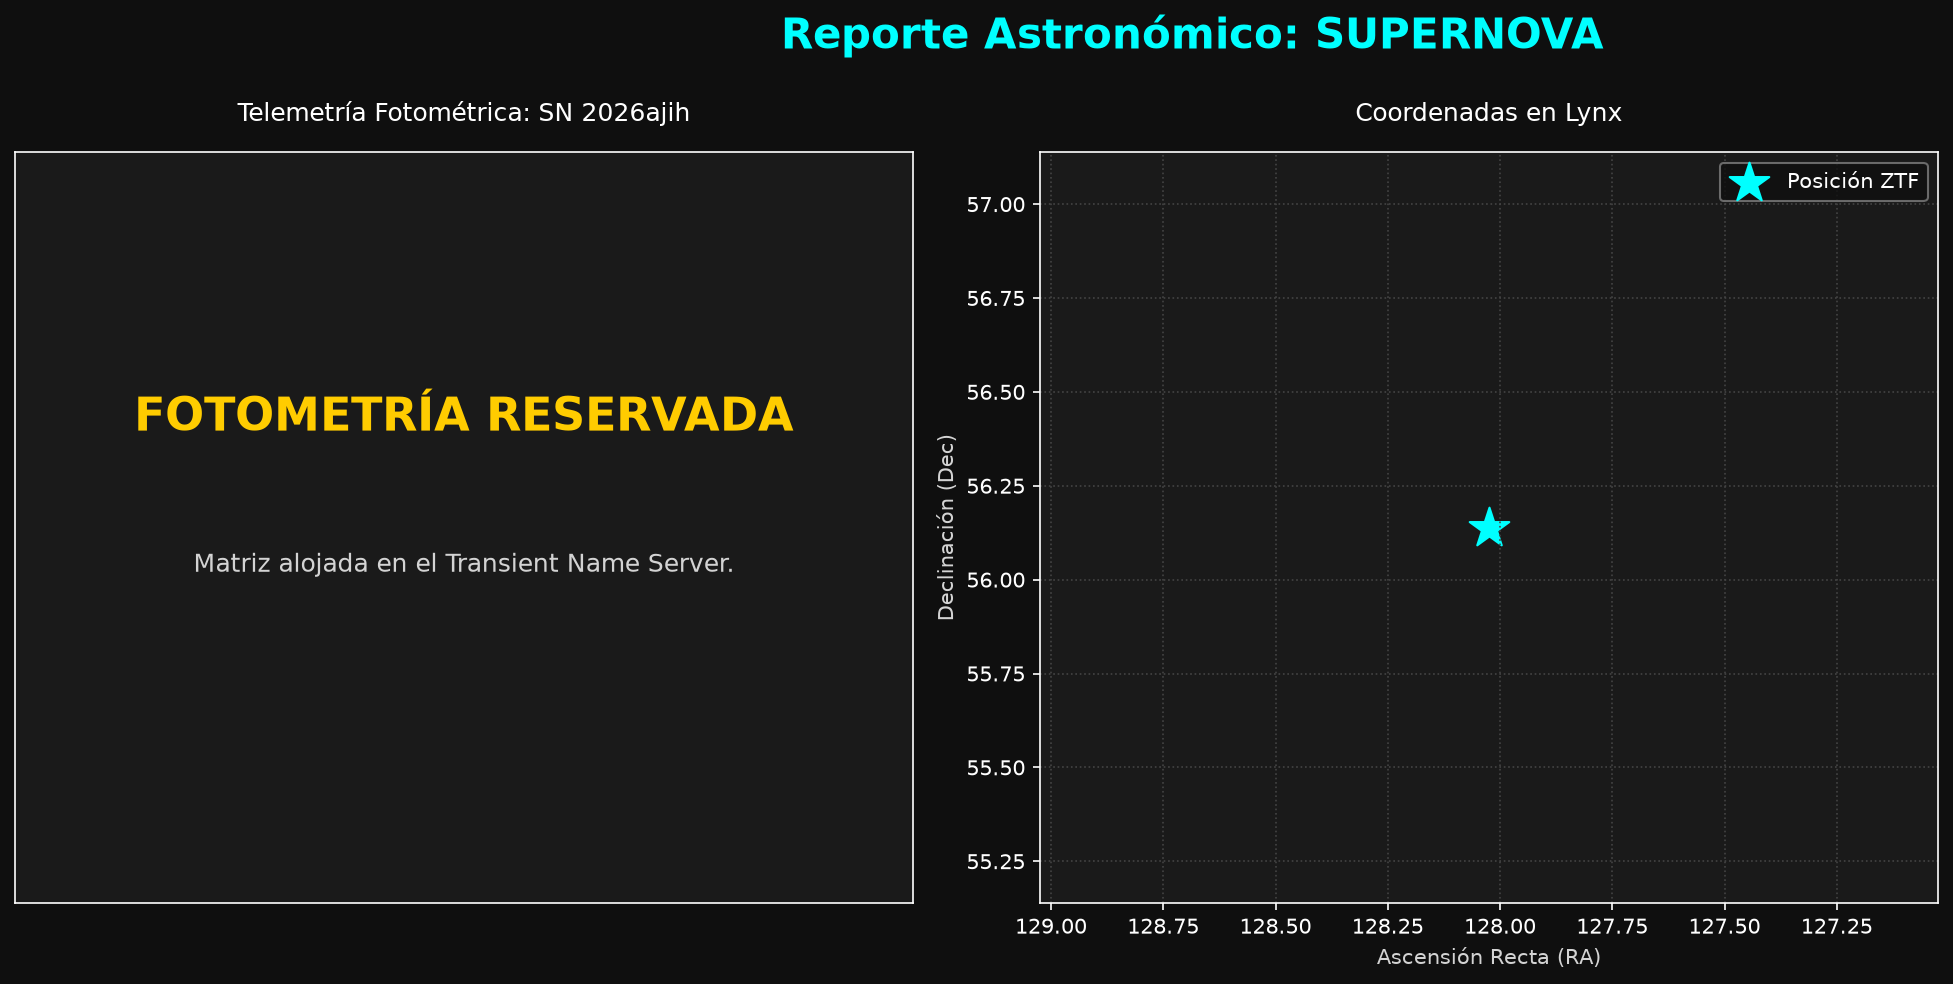 Reporte Astronómico: SUPERNOVA
Telemetría Fotométrica: SN 2026ajih
FOTOMETRÍA RESERVADA
Matriz alojada en el Transient Name Server.
Coordenadas en Lynx
Posición ZTF
Declinación (Dec)
57.00
56.75
56.50
56.25
56.00
55.75
55.50
55.25
129.00 128.75 128.50 128.25 128.00 127.75 127.50 127.25
Ascensión Recta (RA)